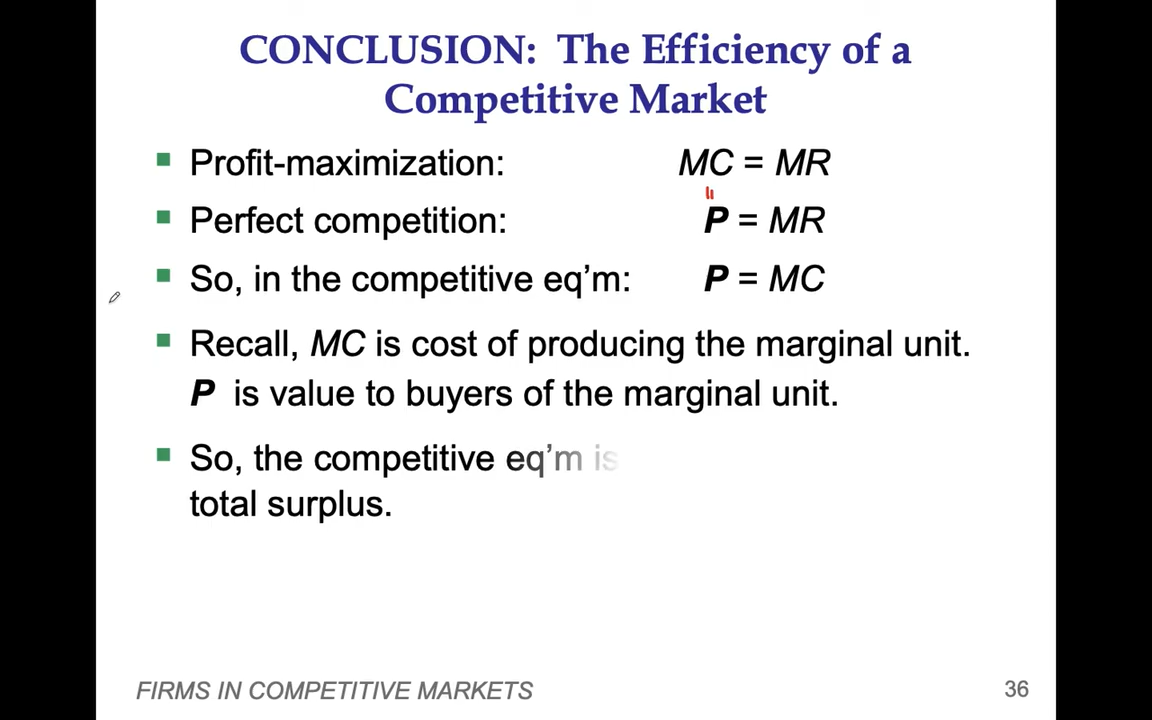 CONCLUSION: The Efficiency of a
Competitive Market
Profit-maximization: MC = MR
Perfect competition: P = MR
So, in the competitive eq’m: P = MC
Recall, MC is cost of producing the marginal unit.
P is value to buyers of the marginal unit.
So, the competitive eq’m is
total surplus.
FIRMS IN COMPETITIVE MARKETS 36